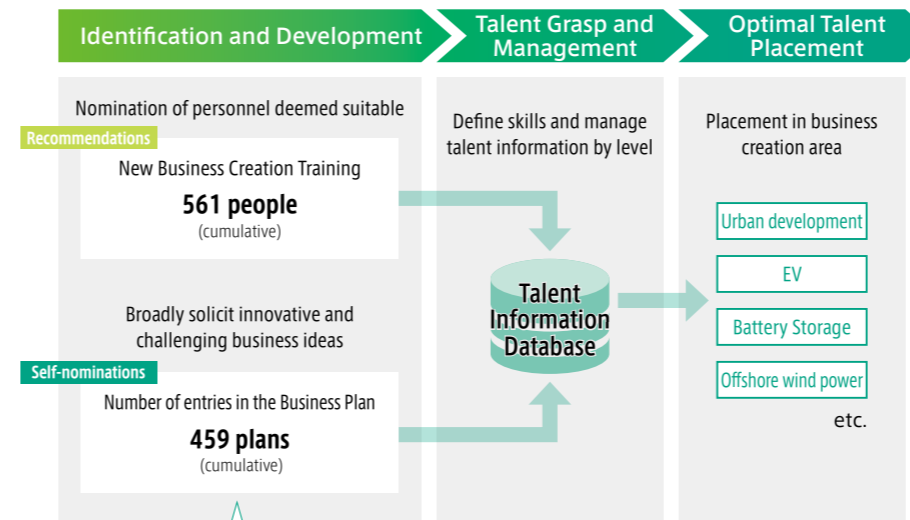 Identification and Development
Talent Grasp and
Management
Optimal Talent
Placement
Nomination of personnel deemed suitable
Recommendations
New Business Creation Training
561 people
(cumulative)
Broadly solicit innovative and
challenging business ideas
Self-nominations
Number of entries in the Business Plan
459 plans
(cumulative)
Define skills and manage
talent information by level
Talent
Information
Database
Placement in business
creation area
Urban development
EV
Battery Storage
Offshore wind power
etc.